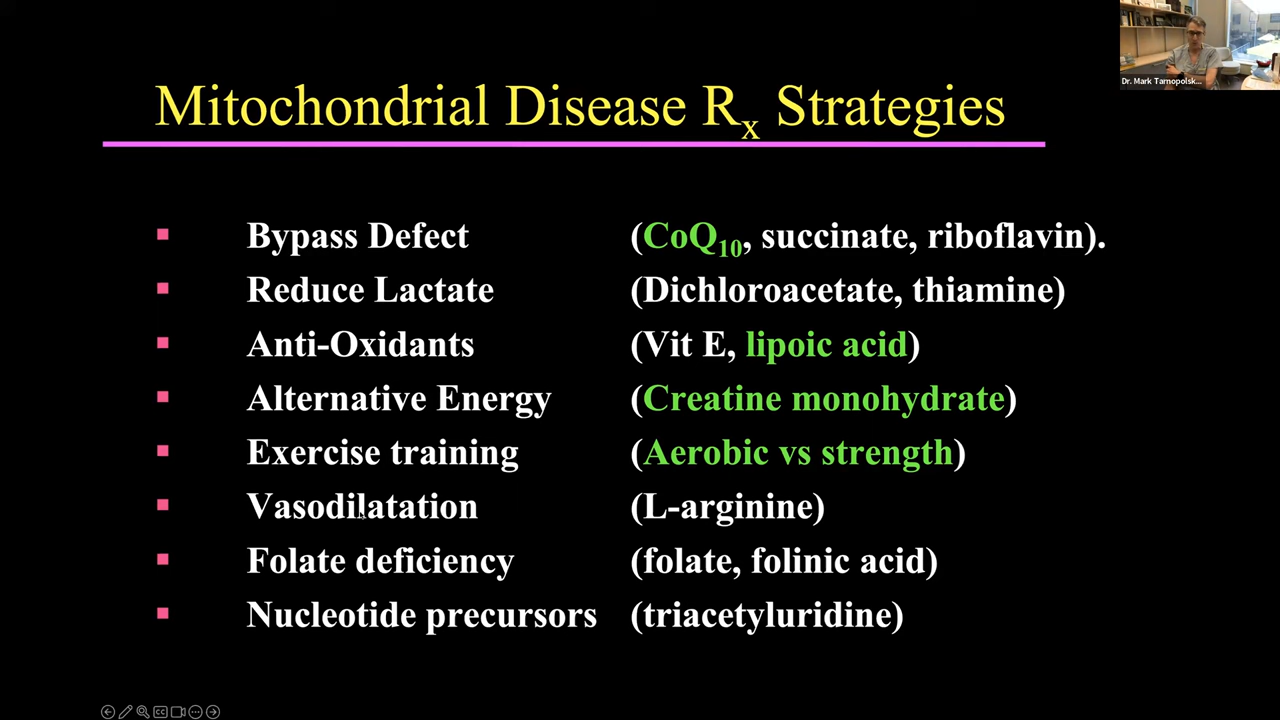 Dr. Mark Tarnopolsk...
Mitochondrial Disease Rx Strategies
▪ Bypass Defect (CoQ10, succinate, riboflavin).
▪ Reduce Lactate (Dichloroacetate, thiamine)
▪ Anti-Oxidants (Vit E, lipoic acid)
▪ Alternative Energy (Creatine monohydrate)
▪ Exercise training (Aerobic vs strength)
▪ Vasodilatation (L-arginine)
▪ Folate deficiency (folate, folinic acid)
▪ Nucleotide precursors (triacetyluridine)